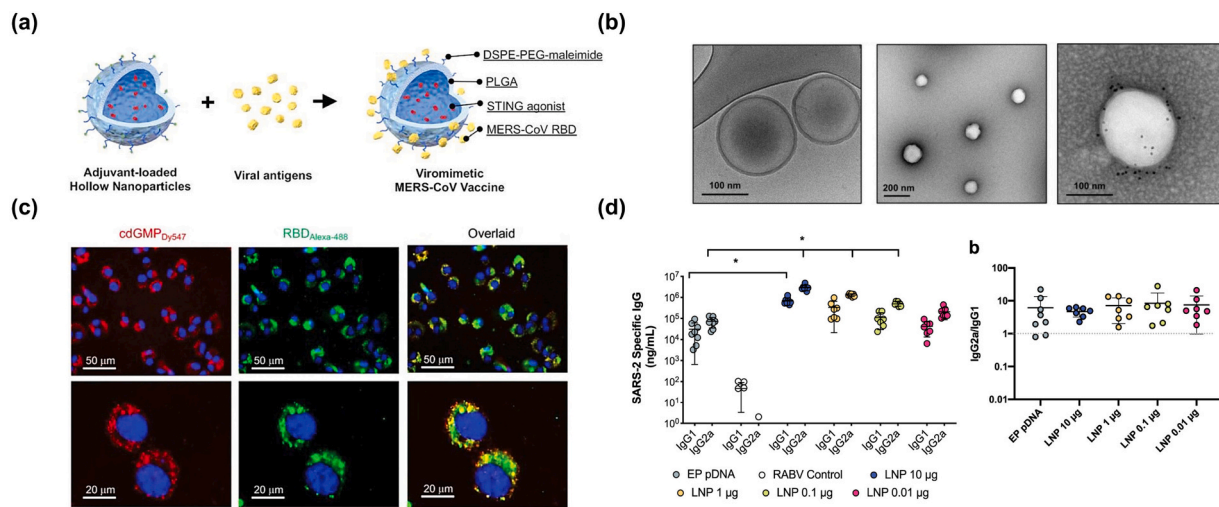 (a)
DSPE-PEG-maleimide
PLGA
STING agonist
MERS-CoV RBD
+
Adjuvant-loaded
Hollow Nanoparticles
Viral antigens
Viromimetic
MERS-CoV Vaccine
(b)
100 nm
200 nm
100 nm
(c)
cdGMPDy547
RBDAlexa-488
Overlaid
50 μm
50 μm
50 μm
20 μm
20 μm
20 μm
(d)
*
*
SARS-2 Specific IgG
(ng/mL)
10⁷
10⁶
10⁵
10⁴
10³
10²
10¹
10⁰
IgG1
IgG2a
IgG1
IgG2a
IgG1
IgG2a
IgG1
IgG2a
IgG1
IgG2a
IgG1
IgG2a
EP pDNA
RABV Control
LNP 10 μg
LNP 1 μg
LNP 0.1 μg
LNP 0.01 μg
b
IgG2a/IgG1
100
10
1
0.1
0.01
EP pDNA
LNP 10 μg
LNP 1 μg
LNP 0.1 μg
LNP 0.01 μg